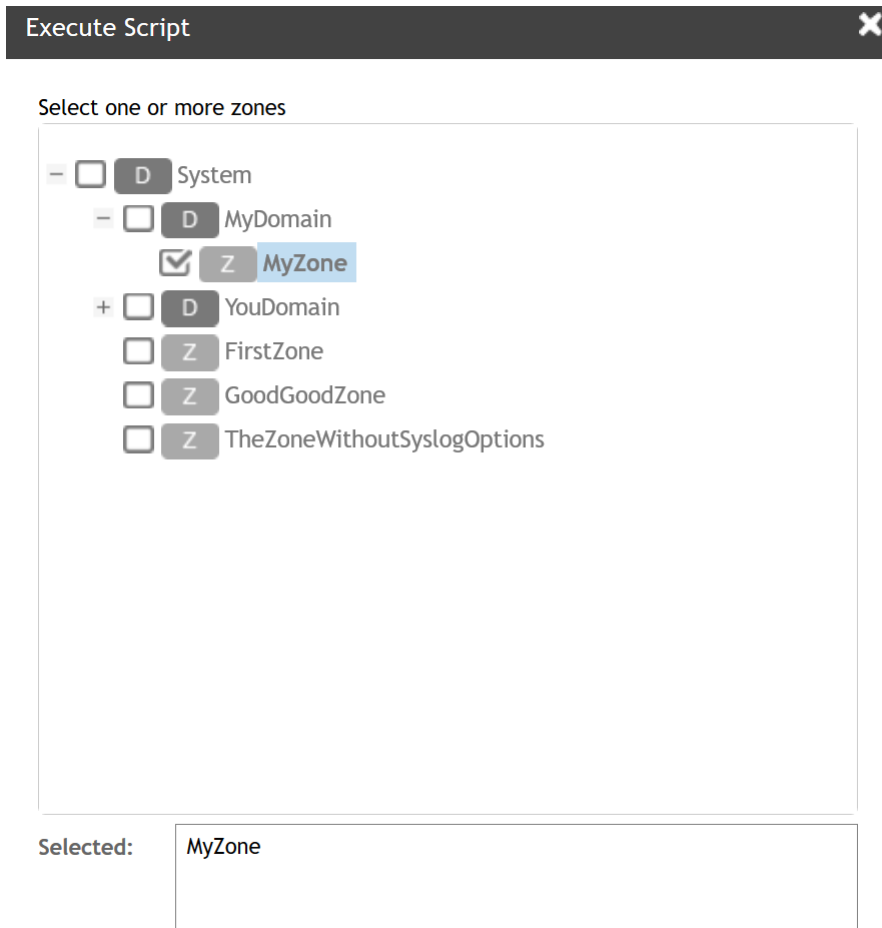 Execute Script
Select one or more zones
D System
D MyDomain
Z MyZone
D YouDomain
Z FirstZone
Z GoodGoodZone
Z TheZoneWithoutSyslogOptions
Selected: MyZone